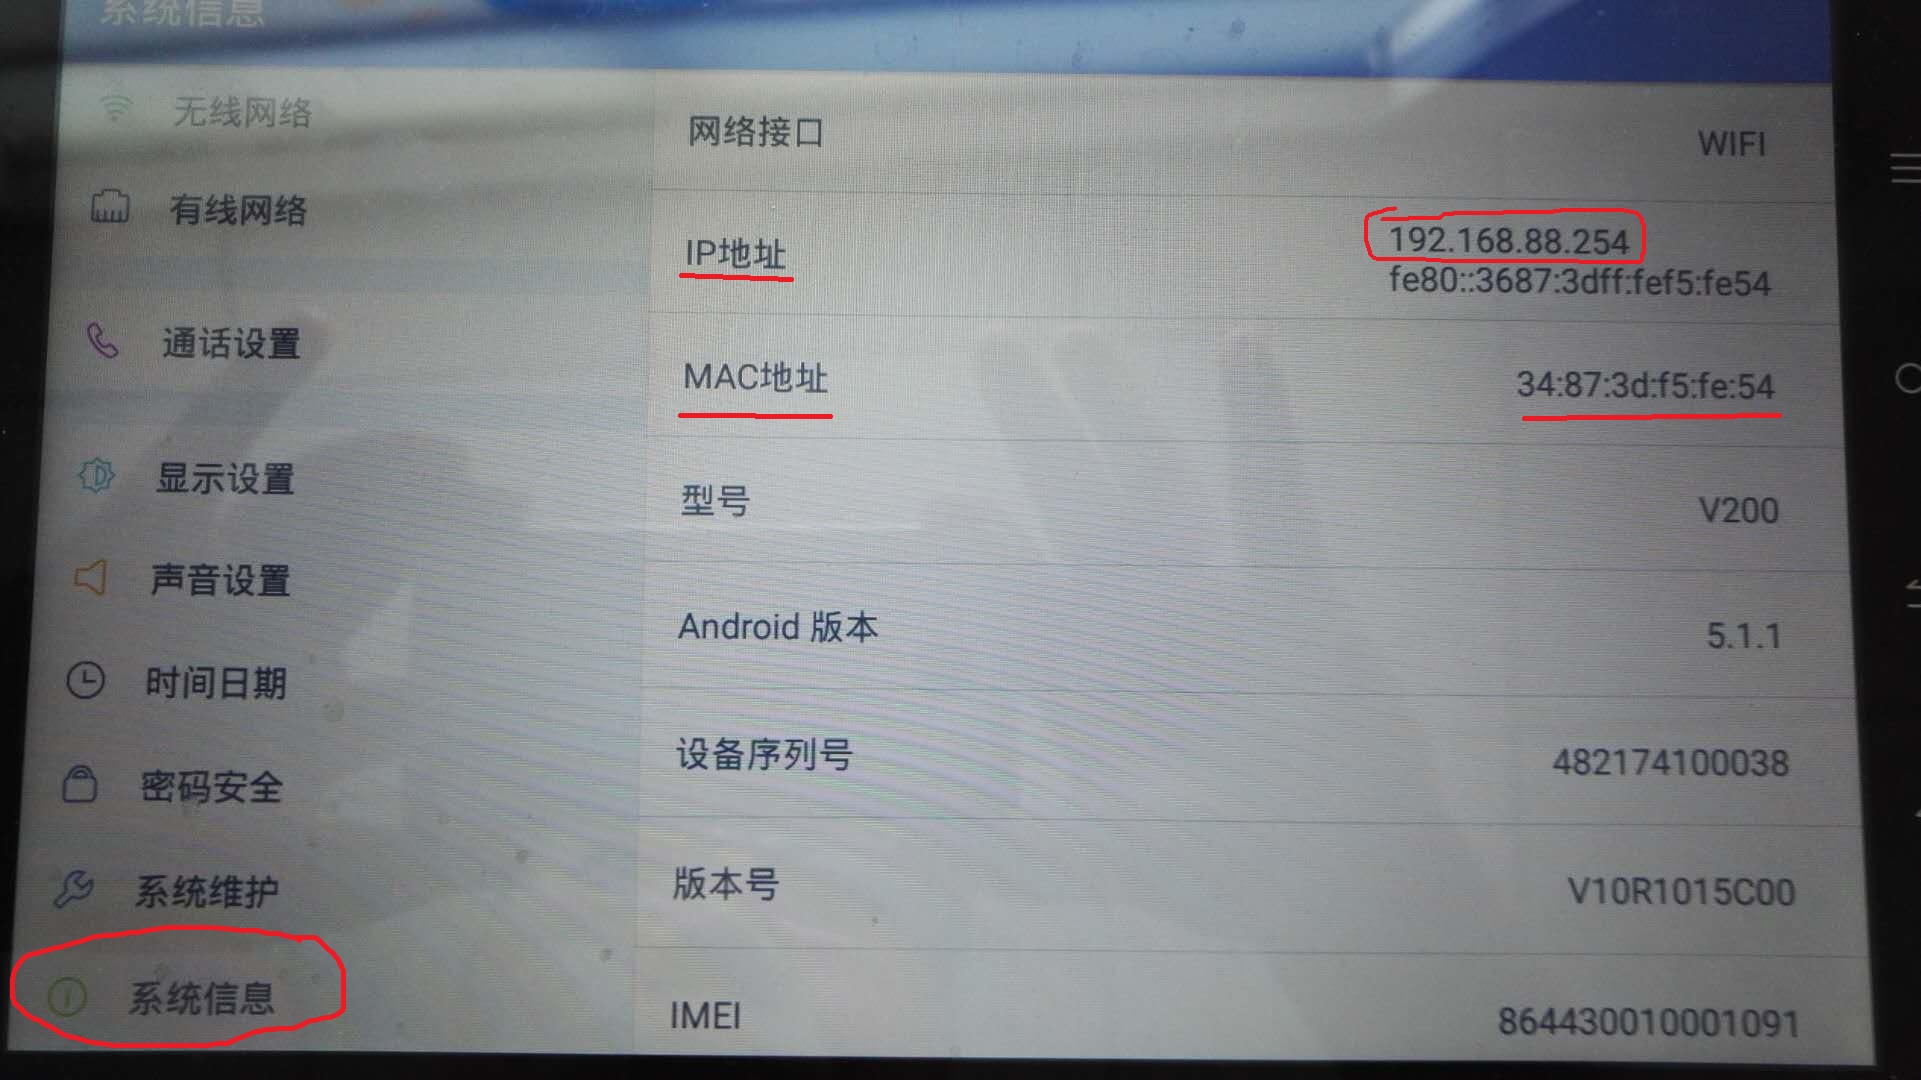 系统信息
无线网络
有线网络
通话设置
显示设置
声音设置
时间日期
密码安全
系统维护
系统信息
网络接口 WIFI
IP地址 192.168.88.254
fe80::3687:3dff:fef5:fe54
MAC地址 34:87:3d:f5:fe:54
型号 V200
Android 版本 5.1.1
设备序列号 482174100038
版本号 V10R1015C00
IMEI 864430010001091